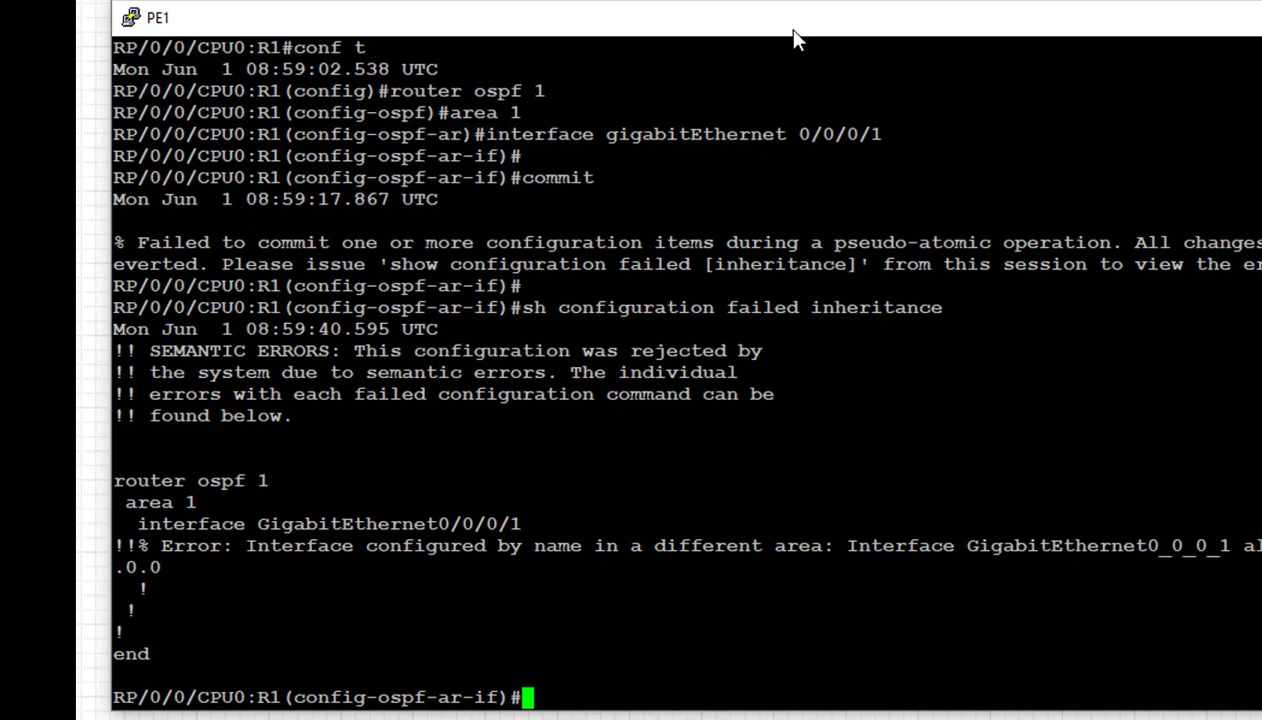 PE1
RP/0/0/CPU0:R1#conf t
Mon Jun  1 08:59:02.538 UTC
RP/0/0/CPU0:R1(config)#router ospf 1
RP/0/0/CPU0:R1(config-ospf)#area 1
RP/0/0/CPU0:R1(config-ospf-ar)#interface gigabitEthernet 0/0/0/1
RP/0/0/CPU0:R1(config-ospf-ar-if)#
RP/0/0/CPU0:R1(config-ospf-ar-if)#commit
Mon Jun  1 08:59:17.867 UTC
% Failed to commit one or more configuration items during a pseudo-atomic operation. All changes
everted. Please issue 'show configuration failed [inheritance]' from this session to view the er
RP/0/0/CPU0:R1(config-ospf-ar-if)#
RP/0/0/CPU0:R1(config-ospf-ar-if)#sh configuration failed inheritance
Mon Jun  1 08:59:40.595 UTC
!! SEMANTIC ERRORS: This configuration was rejected by
!! the system due to semantic errors. The individual
!! errors with each failed configuration command can be
!! found below.
router ospf 1
 area 1
  interface GigabitEthernet0/0/0/1
!!% Error: Interface configured by name in a different area: Interface GigabitEthernet0_0_0_1 al
.0.0
  !
 !
!
end
RP/0/0/CPU0:R1(config-ospf-ar-if)#